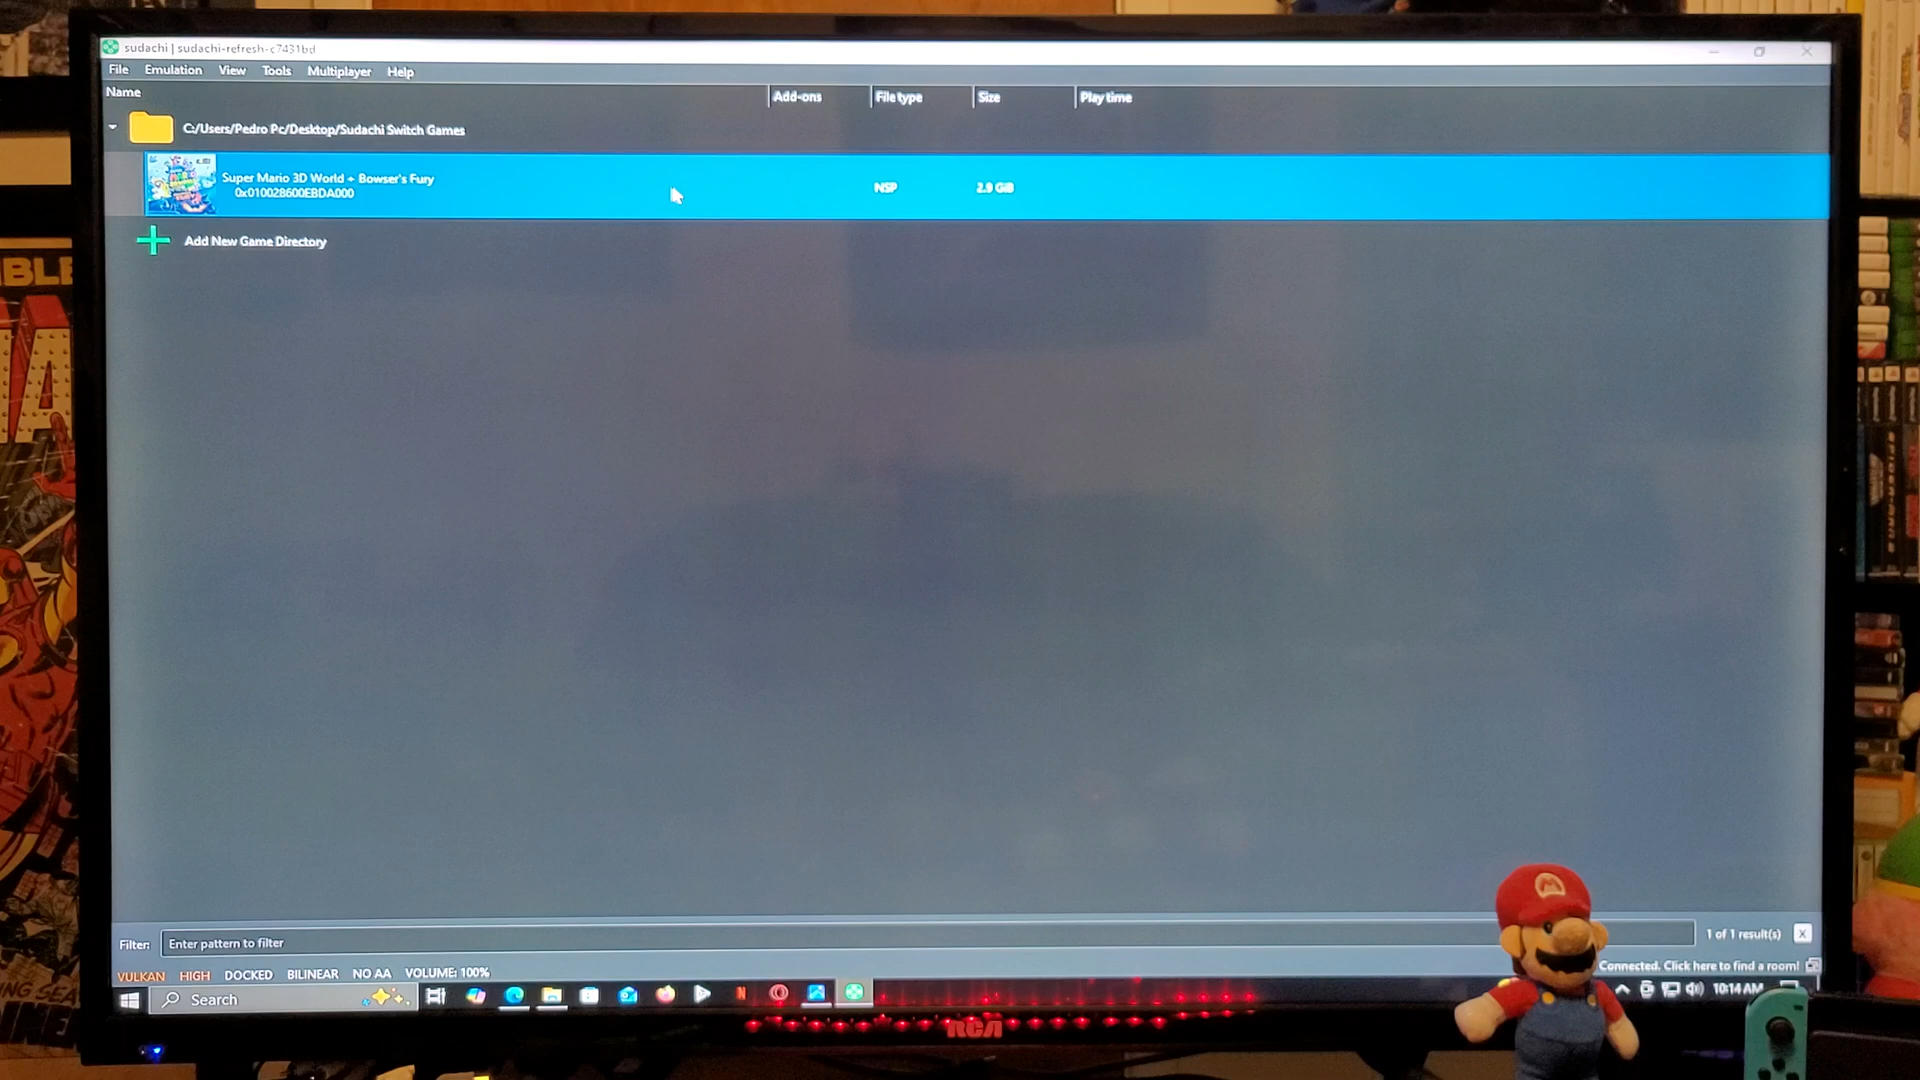 sudachi | sudachi-refresh-c7431bd
File Emulation View Tools Multiplayer Help
Name Add-ons File type Size Play time
C:/Users/Pedro Pc/Desktop/Sudachi Switch Games
Super Mario 3D World + Bowser's Fury NSP 2.9 GiB
0x010028600EBDA000
Add New Game Directory
Filter: Enter pattern to filter 1 of 1 result(s) X
VULKAN HIGH DOCKED BILINEAR NO AA VOLUME: 100% Connected. Click here to find a room!
Search 10:14 AM
RCA
M